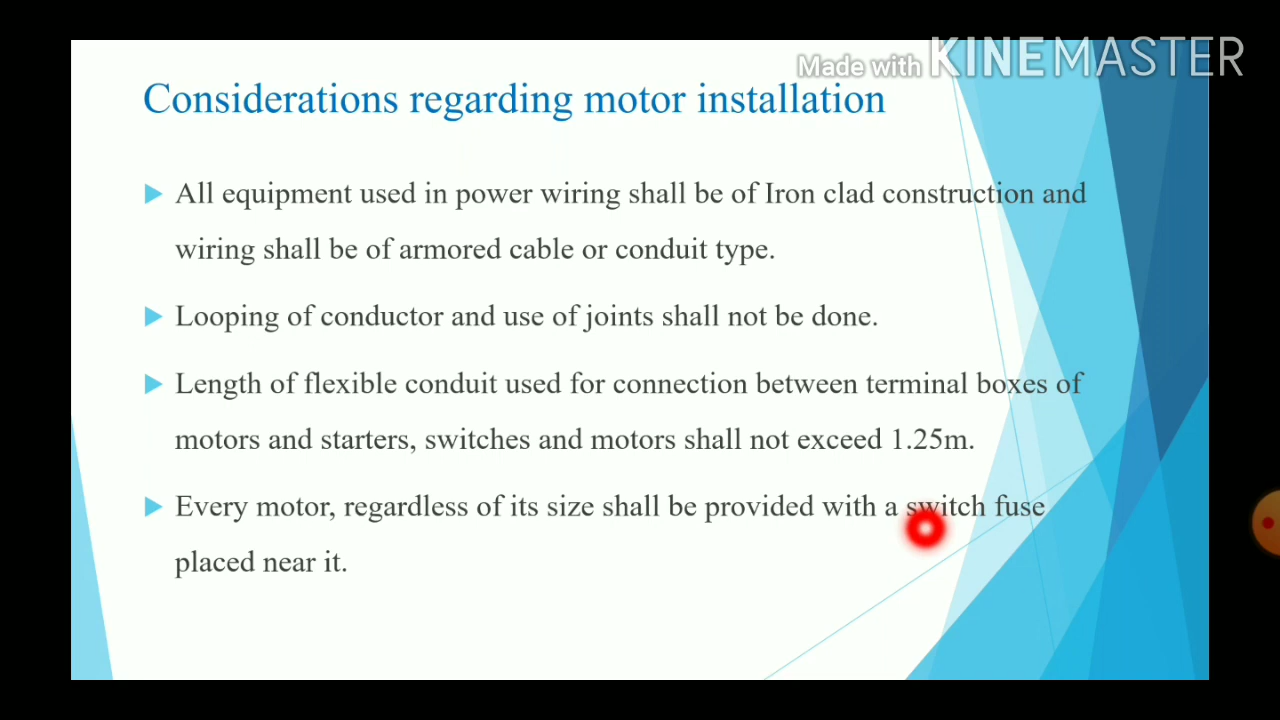 Made with KINEMASTER
Considerations regarding motor installation
All equipment used in power wiring shall be of Iron clad construction and
wiring shall be of armored cable or conduit type.
Looping of conductor and use of joints shall not be done.
Length of flexible conduit used for connection between terminal boxes of
motors and starters, switches and motors shall not exceed 1.25m.
Every motor, regardless of its size shall be provided with a switch fuse
placed near it.